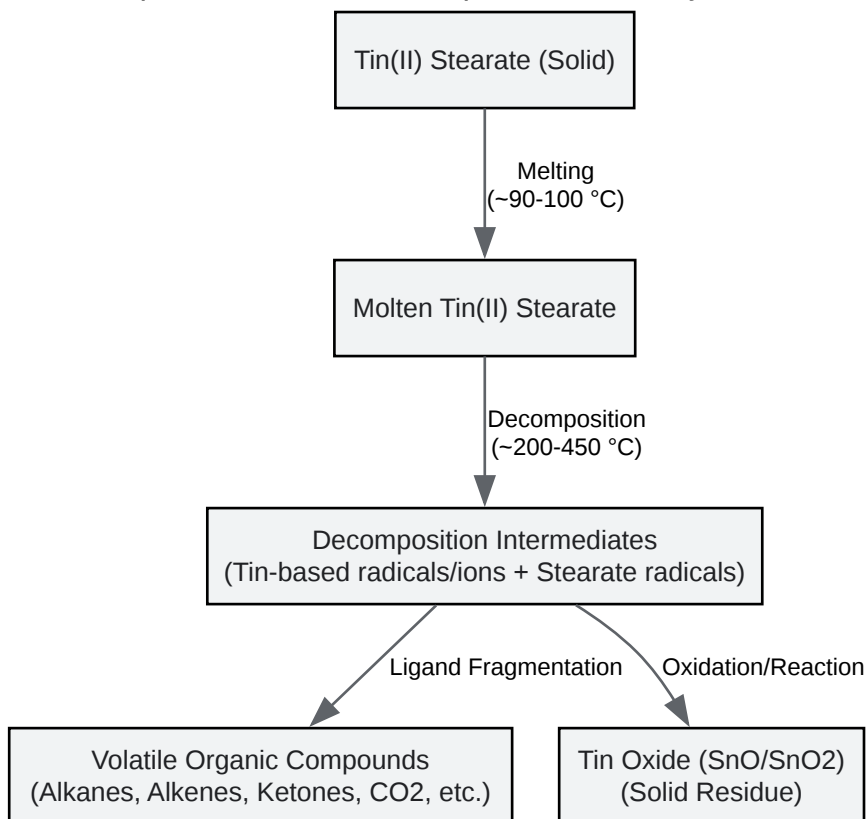 Tin(II) Stearate (Solid)
Melting
(~90-100 °C)
Molten Tin(II) Stearate
Decomposition
(~200-450 °C)
Decomposition Intermediates
(Tin-based radicals/ions + Stearate radicals)
Ligand Fragmentation
Oxidation/Reaction
Volatile Organic Compounds
(Alkanes, Alkenes, Ketones, CO2, etc.)
Tin Oxide (SnO/SnO2)
(Solid Residue)